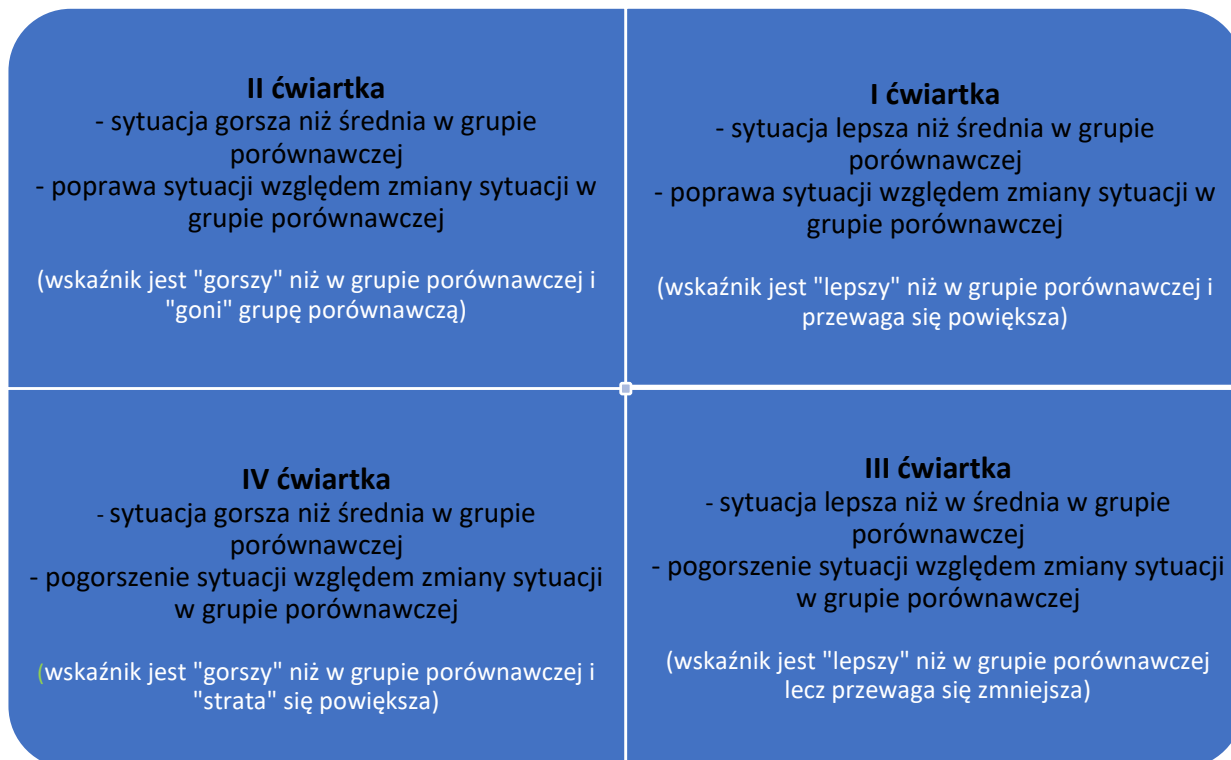 II ćwiartka
- sytuacja gorsza niż średnia w grupie
porównawczej
- poprawa sytuacji względem zmiany sytuacji w
grupie porównawczej
(wskaźnik jest "gorszy" niż w grupie porównawczej i
"goni" grupę porównawczą)
I ćwiartka
- sytuacja lepsza niż średnia w grupie
porównawczej
- poprawa sytuacji względem zmiany sytuacji w
grupie porównawczej
(wskaźnik jest "lepszy" niż w grupie porównawczej i
przewaga się powiększa)
IV ćwiartka
- sytuacja gorsza niż średnia w grupie
porównawczej
- pogorszenie sytuacji względem zmiany sytuacji
w grupie porównawczej
(wskaźnik jest "gorszy" niż w grupie porównawczej i
"strata" się powiększa)
III ćwiartka
- sytuacja lepsza niż w średnia w grupie
porównawczej
- pogorszenie sytuacji względem zmiany sytuacji
w grupie porównawczej
(wskaźnik jest "lepszy" niż w grupie porównawczej
lecz przewaga się zmniejsza)